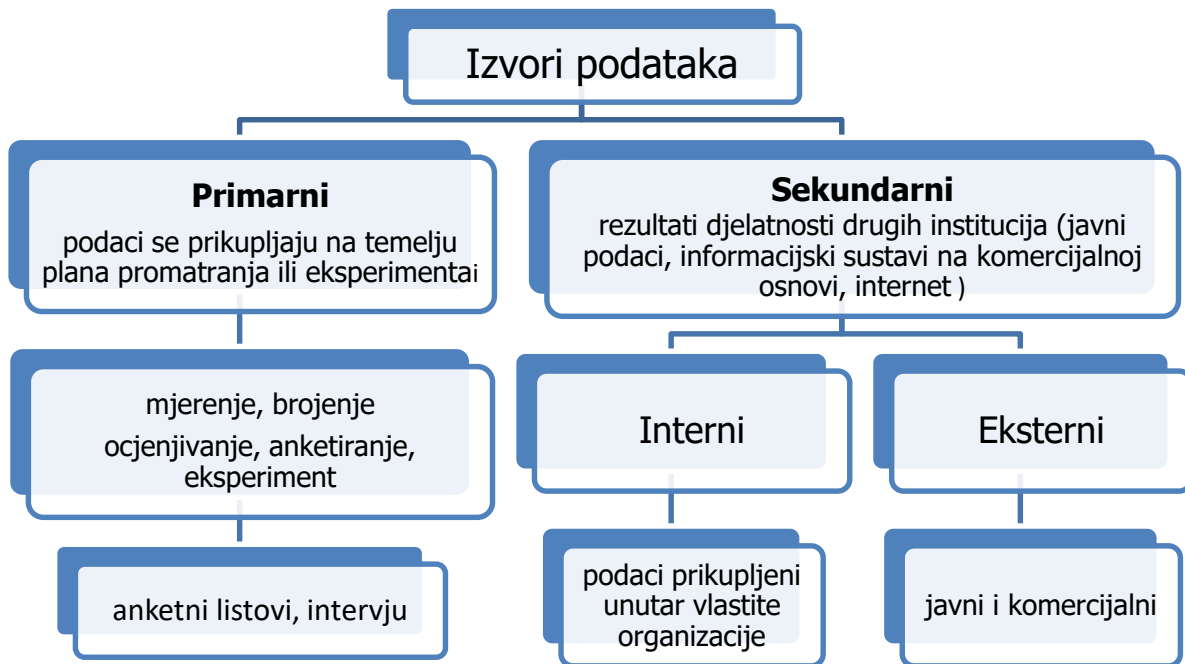 Izvori podataka
Primarni
podaci se prikupljaju na temelju
plana promatranja ili eksperimentai
Sekundarni
rezultati djelatnosti drugih institucija (javni
podaci, informacijski sustavi na komercijalnoj
osnovi, internet )
mjerenje, brojenje
ocjenjivanje, anketiranje,
eksperiment
Interni
Eksterni
anketni listovi, intervju
podaci prikupljeni
unutar vlastite
organizacije
javni i komercijalni